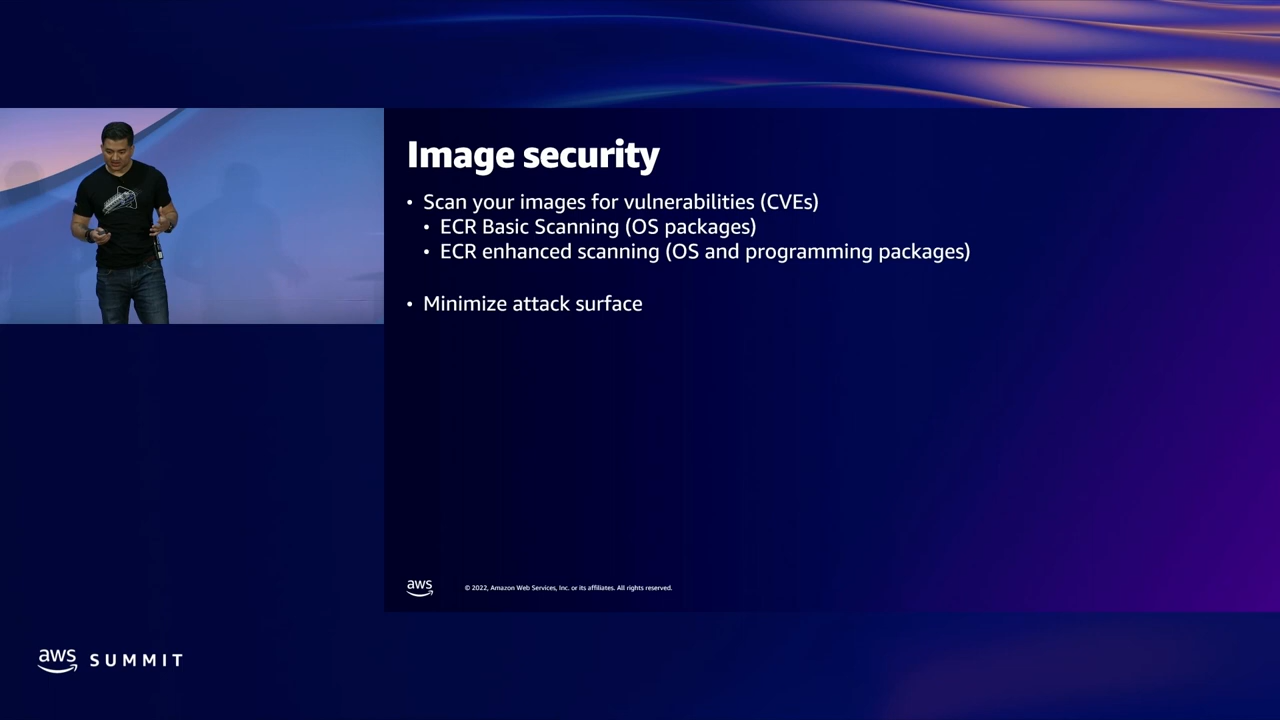 Image security
• Scan your images for vulnerabilities (CVEs)
• ECR Basic Scanning (OS packages)
• ECR enhanced scanning (OS and programming packages)
• Minimize attack surface
aws
© 2022, Amazon Web Services, Inc. or its affiliates. All rights reserved.
aws SUMMIT